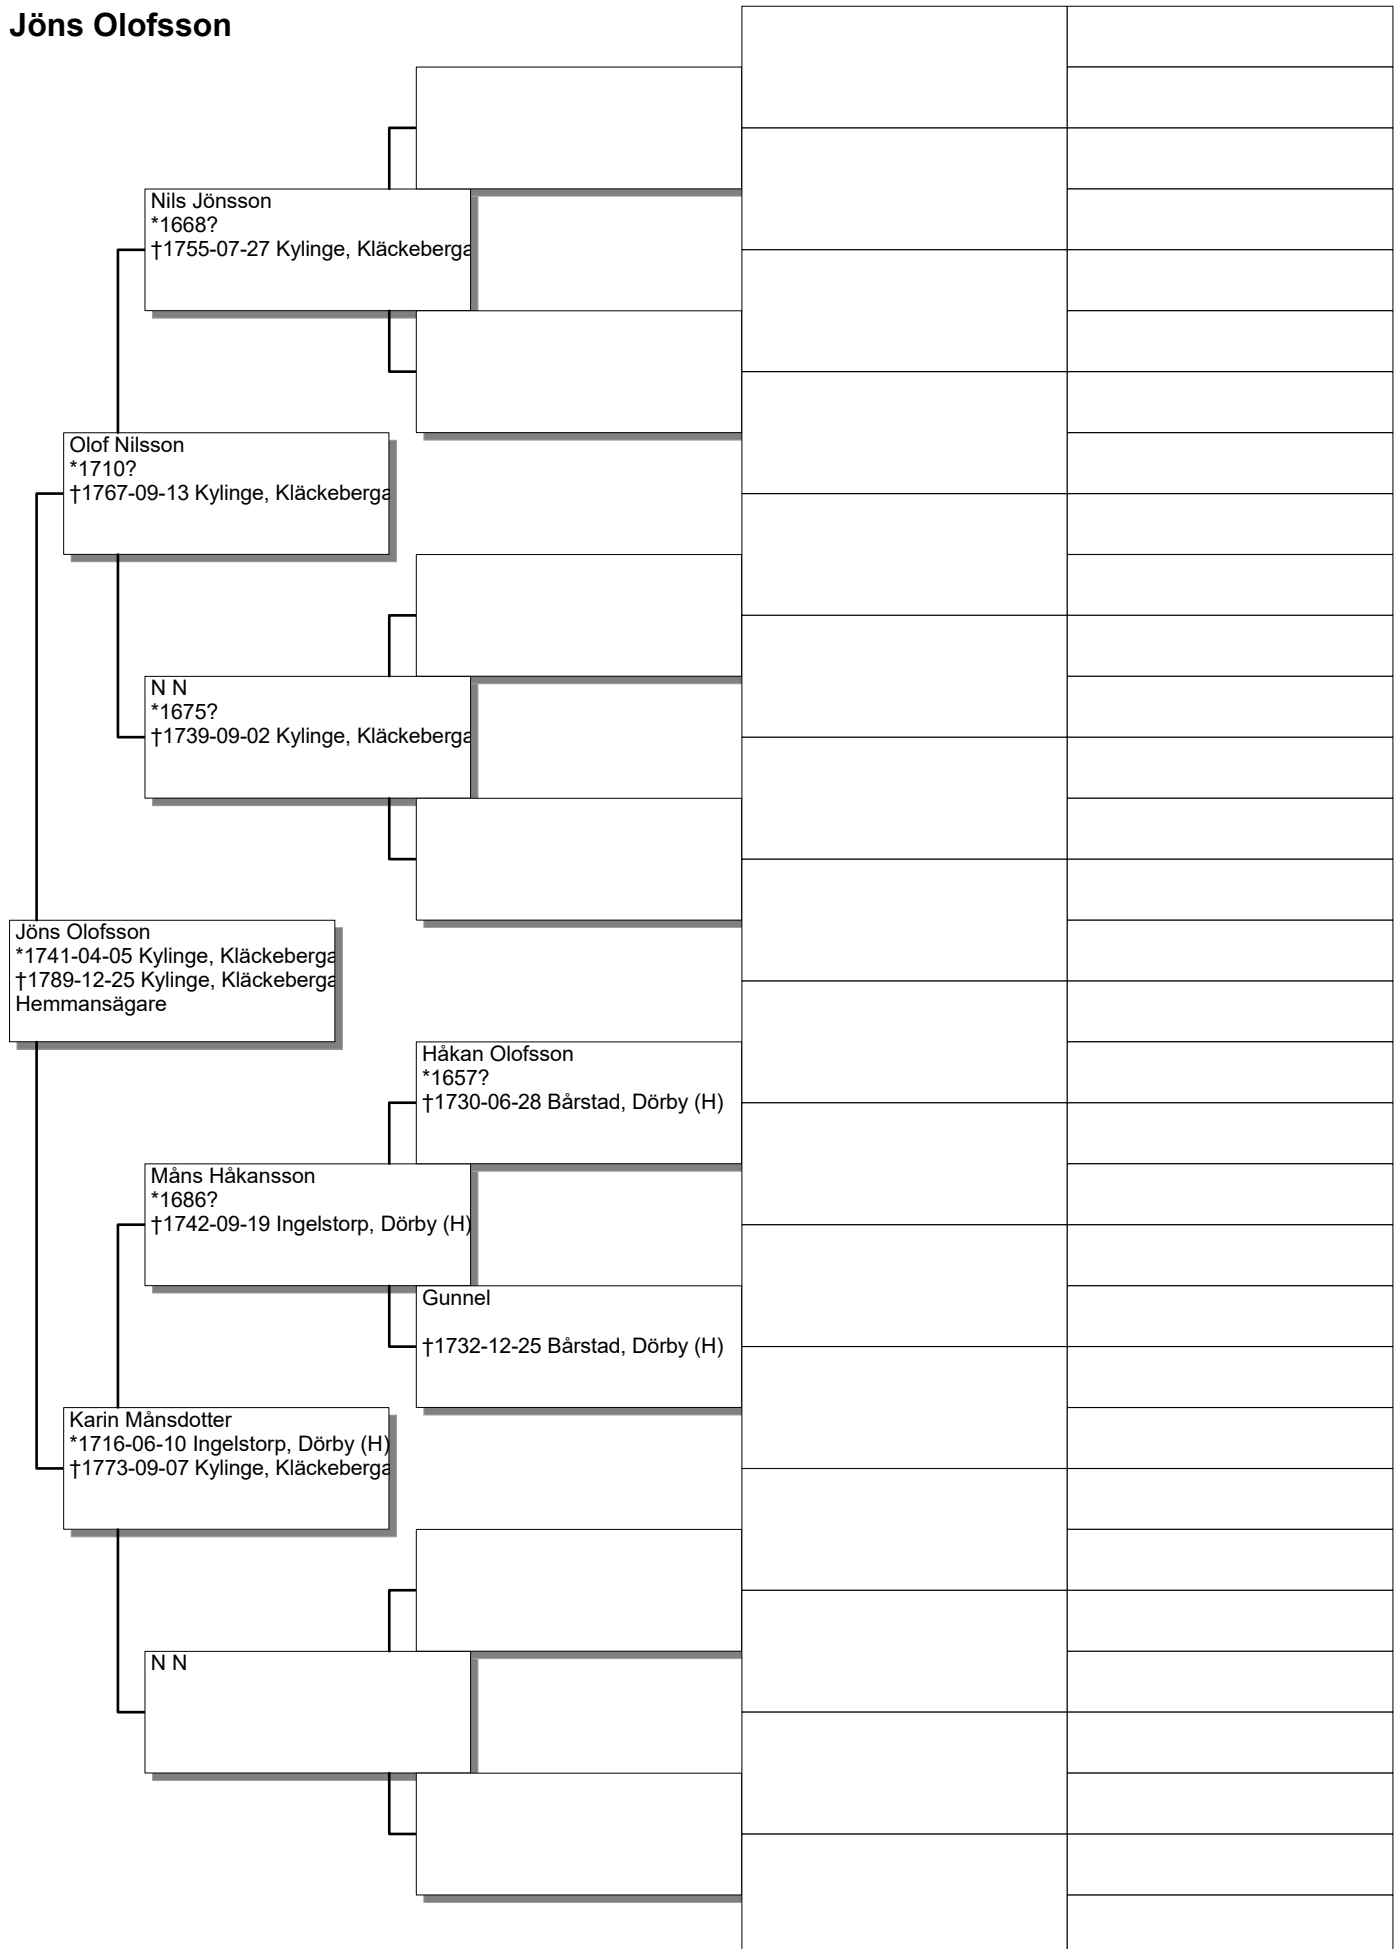 Jöns Olofsson
Nils Jönsson
*1668?
†1755-07-27 Kylinge, Kläckeberga
Olof Nilsson
*1710?
†1767-09-13 Kylinge, Kläckeberga
N N
*1675?
†1739-09-02 Kylinge, Kläckeberga
Jöns Olofsson
*1741-04-05 Kylinge, Kläckeberga
†1789-12-25 Kylinge, Kläckeberga
Hemmansägare
Håkan Olofsson
*1657?
†1730-06-28 Bårstad, Dörby (H)
Måns Håkansson
*1686?
†1742-09-19 Ingelstorp, Dörby (H)
Gunnel
†1732-12-25 Bårstad, Dörby (H)
Karin Månsdotter
*1716-06-10 Ingelstorp, Dörby (H)
†1773-09-07 Kylinge, Kläckeberga
N N